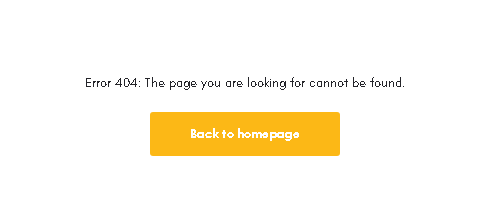 Error 404: The page you are looking for cannot be found.
Back to homepage